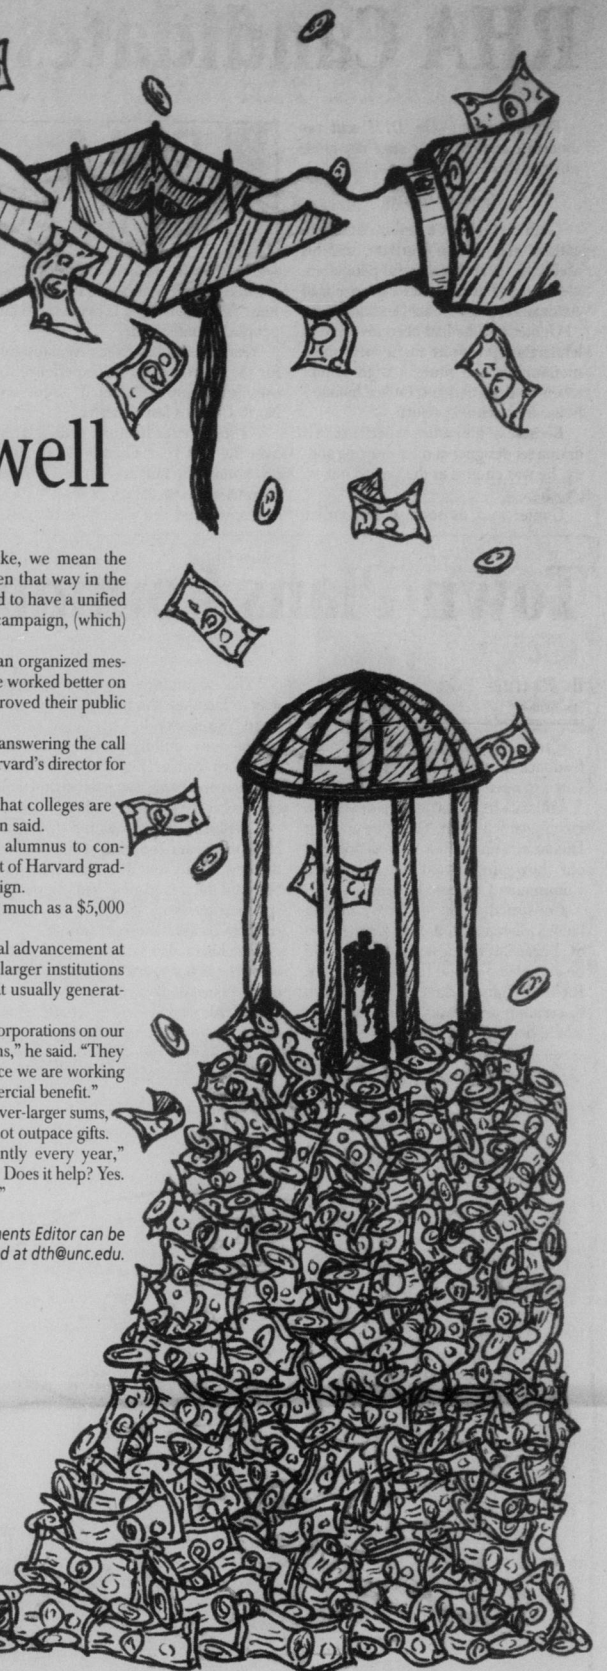 well
ke, we mean the
en that way in the
d to have a unified
campaign, (which)
an organized mes-
e worked better on
roved their public
answering the call
rvard's director for
hat colleges are
n said.
alumnus to con-
t of Harvard grad-
ign.
much as a $5,000
al advancement at
larger institutions
t usually generat-
orporations on our
ns," he said. "They
ce we are working
ercial benefit."
ver-larger sums,
ot outpace gifts.
ntly every year,"
Does it help? Yes.
"
ents Editor can be
d at dth@unc.edu.